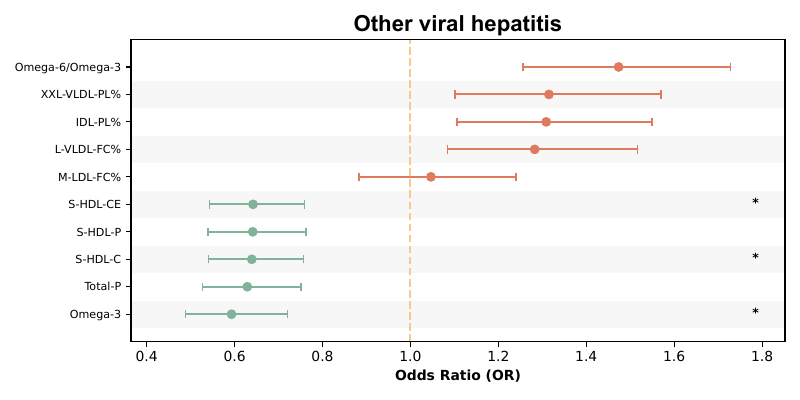 Other viral hepatitis
Omega-6/Omega-3
XXL-VLDL-PL%
IDL-PL%
L-VLDL-FC%
M-LDL-FC%
S-HDL-CE *
S-HDL-P
S-HDL-C *
Total-P
Omega-3 *
0.4 0.6 0.8 1.0 1.2 1.4 1.6 1.8
Odds Ratio (OR)